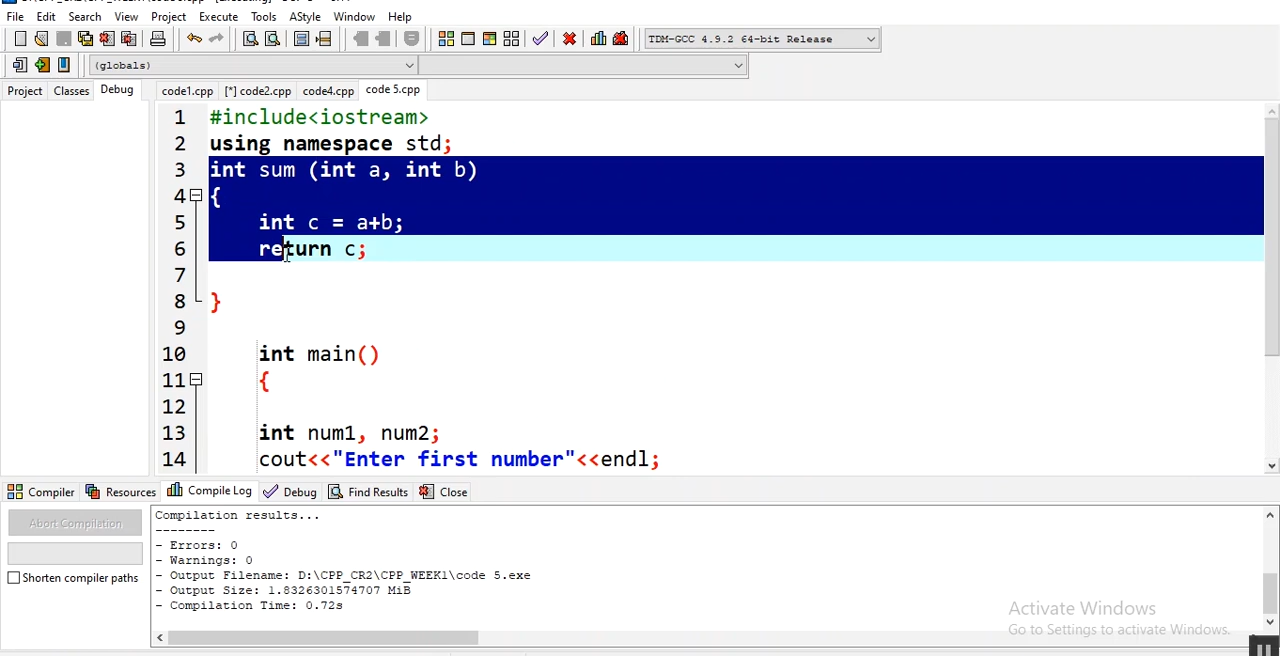 File Edit Search View Project Execute Tools AStyle Window Help
TDM-GCC 4.9.2 64-bit Release
(globals)
Project Classes Debug code1.cpp [*] code2.cpp code4.cpp code 5.cpp
1 #include<iostream>
2 using namespace std;
3 int sum (int a, int b)
4 {
5 int c = a+b;
6 return c;
7
8 }
9
10 int main()
11 {
12
13 int num1, num2;
14 cout<<"Enter first number"<<endl;
Compiler Resources Compile Log Debug Find Results Close
Abort Compilation
Shorten compiler paths
Compilation results...
--------
- Errors: 0
- Warnings: 0
- Output Filename: D:\CPP_CR2\CPP_WEEK1\code 5.exe
- Output Size: 1.8326301574707 MiB
- Compilation Time: 0.72s
Activate Windows
Go to Settings to activate Windows.